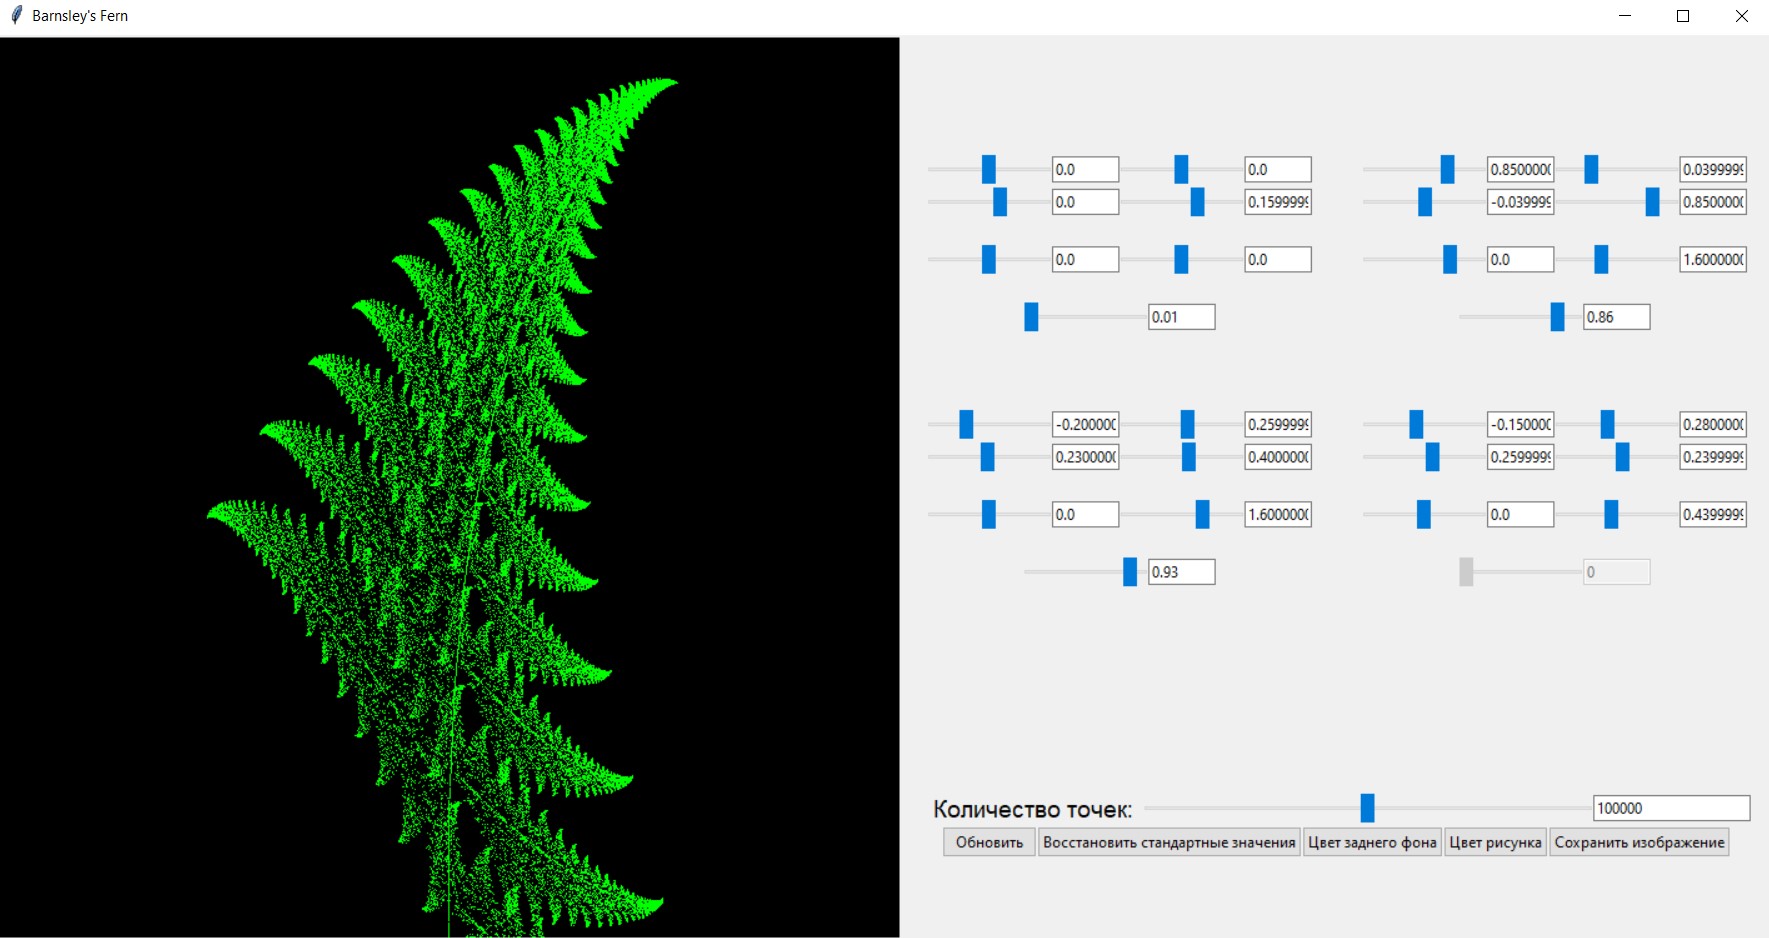 Barnsley's Fern
0.0 0.0 0.850000( 0.039999
0.0 0.159999 -0.03999 0.850000(
0.0 0.0 0.0 1.600000(
0.01 0.86
-0.20000( 0.259999 -0.15000( 0.280000(
0.230000( 0.400000( 0.259999 0.239999
0.0 1.600000( 0.0 0.439999
0.93 0
Количество точек: 100000
Обновить Восстановить стандартные значения Цвет заднего фона Цвет рисунка Сохранить изображение